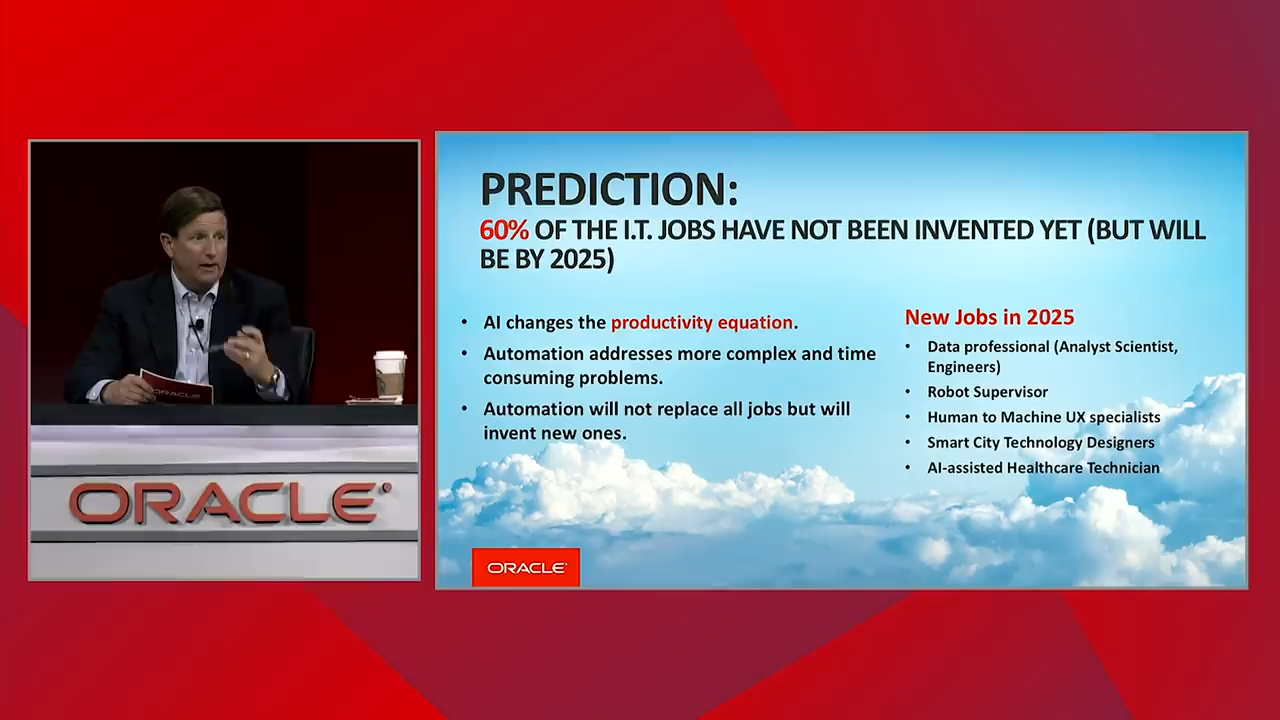 ORACLE
ORACLE
PREDICTION:
60% OF THE I.T. JOBS HAVE NOT BEEN INVENTED YET (BUT WILL
BE BY 2025)
• AI changes the productivity equation.
• Automation addresses more complex and time
consuming problems.
• Automation will not replace all jobs but will
invent new ones.
New Jobs in 2025
• Data professional (Analyst Scientist,
Engineers)
• Robot Supervisor
• Human to Machine UX specialists
• Smart City Technology Designers
• AI-assisted Healthcare Technician
ORACLE